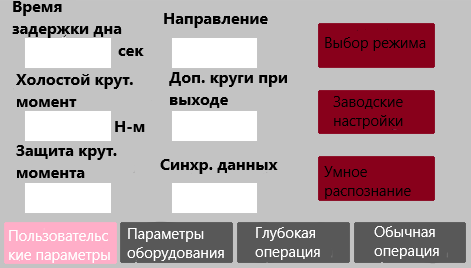 Время
задержки дна
сек
Направление
Выбор режима
Холостой крут.
момент
Н-м
Доп. круги при
выходе
Заводские
настройки
Защита крут.
момента
Синхр. данных
Умное
распознание
Пользовательс
кие параметры
Параметры
оборудования
Глубокая
операция
Обычная
операция